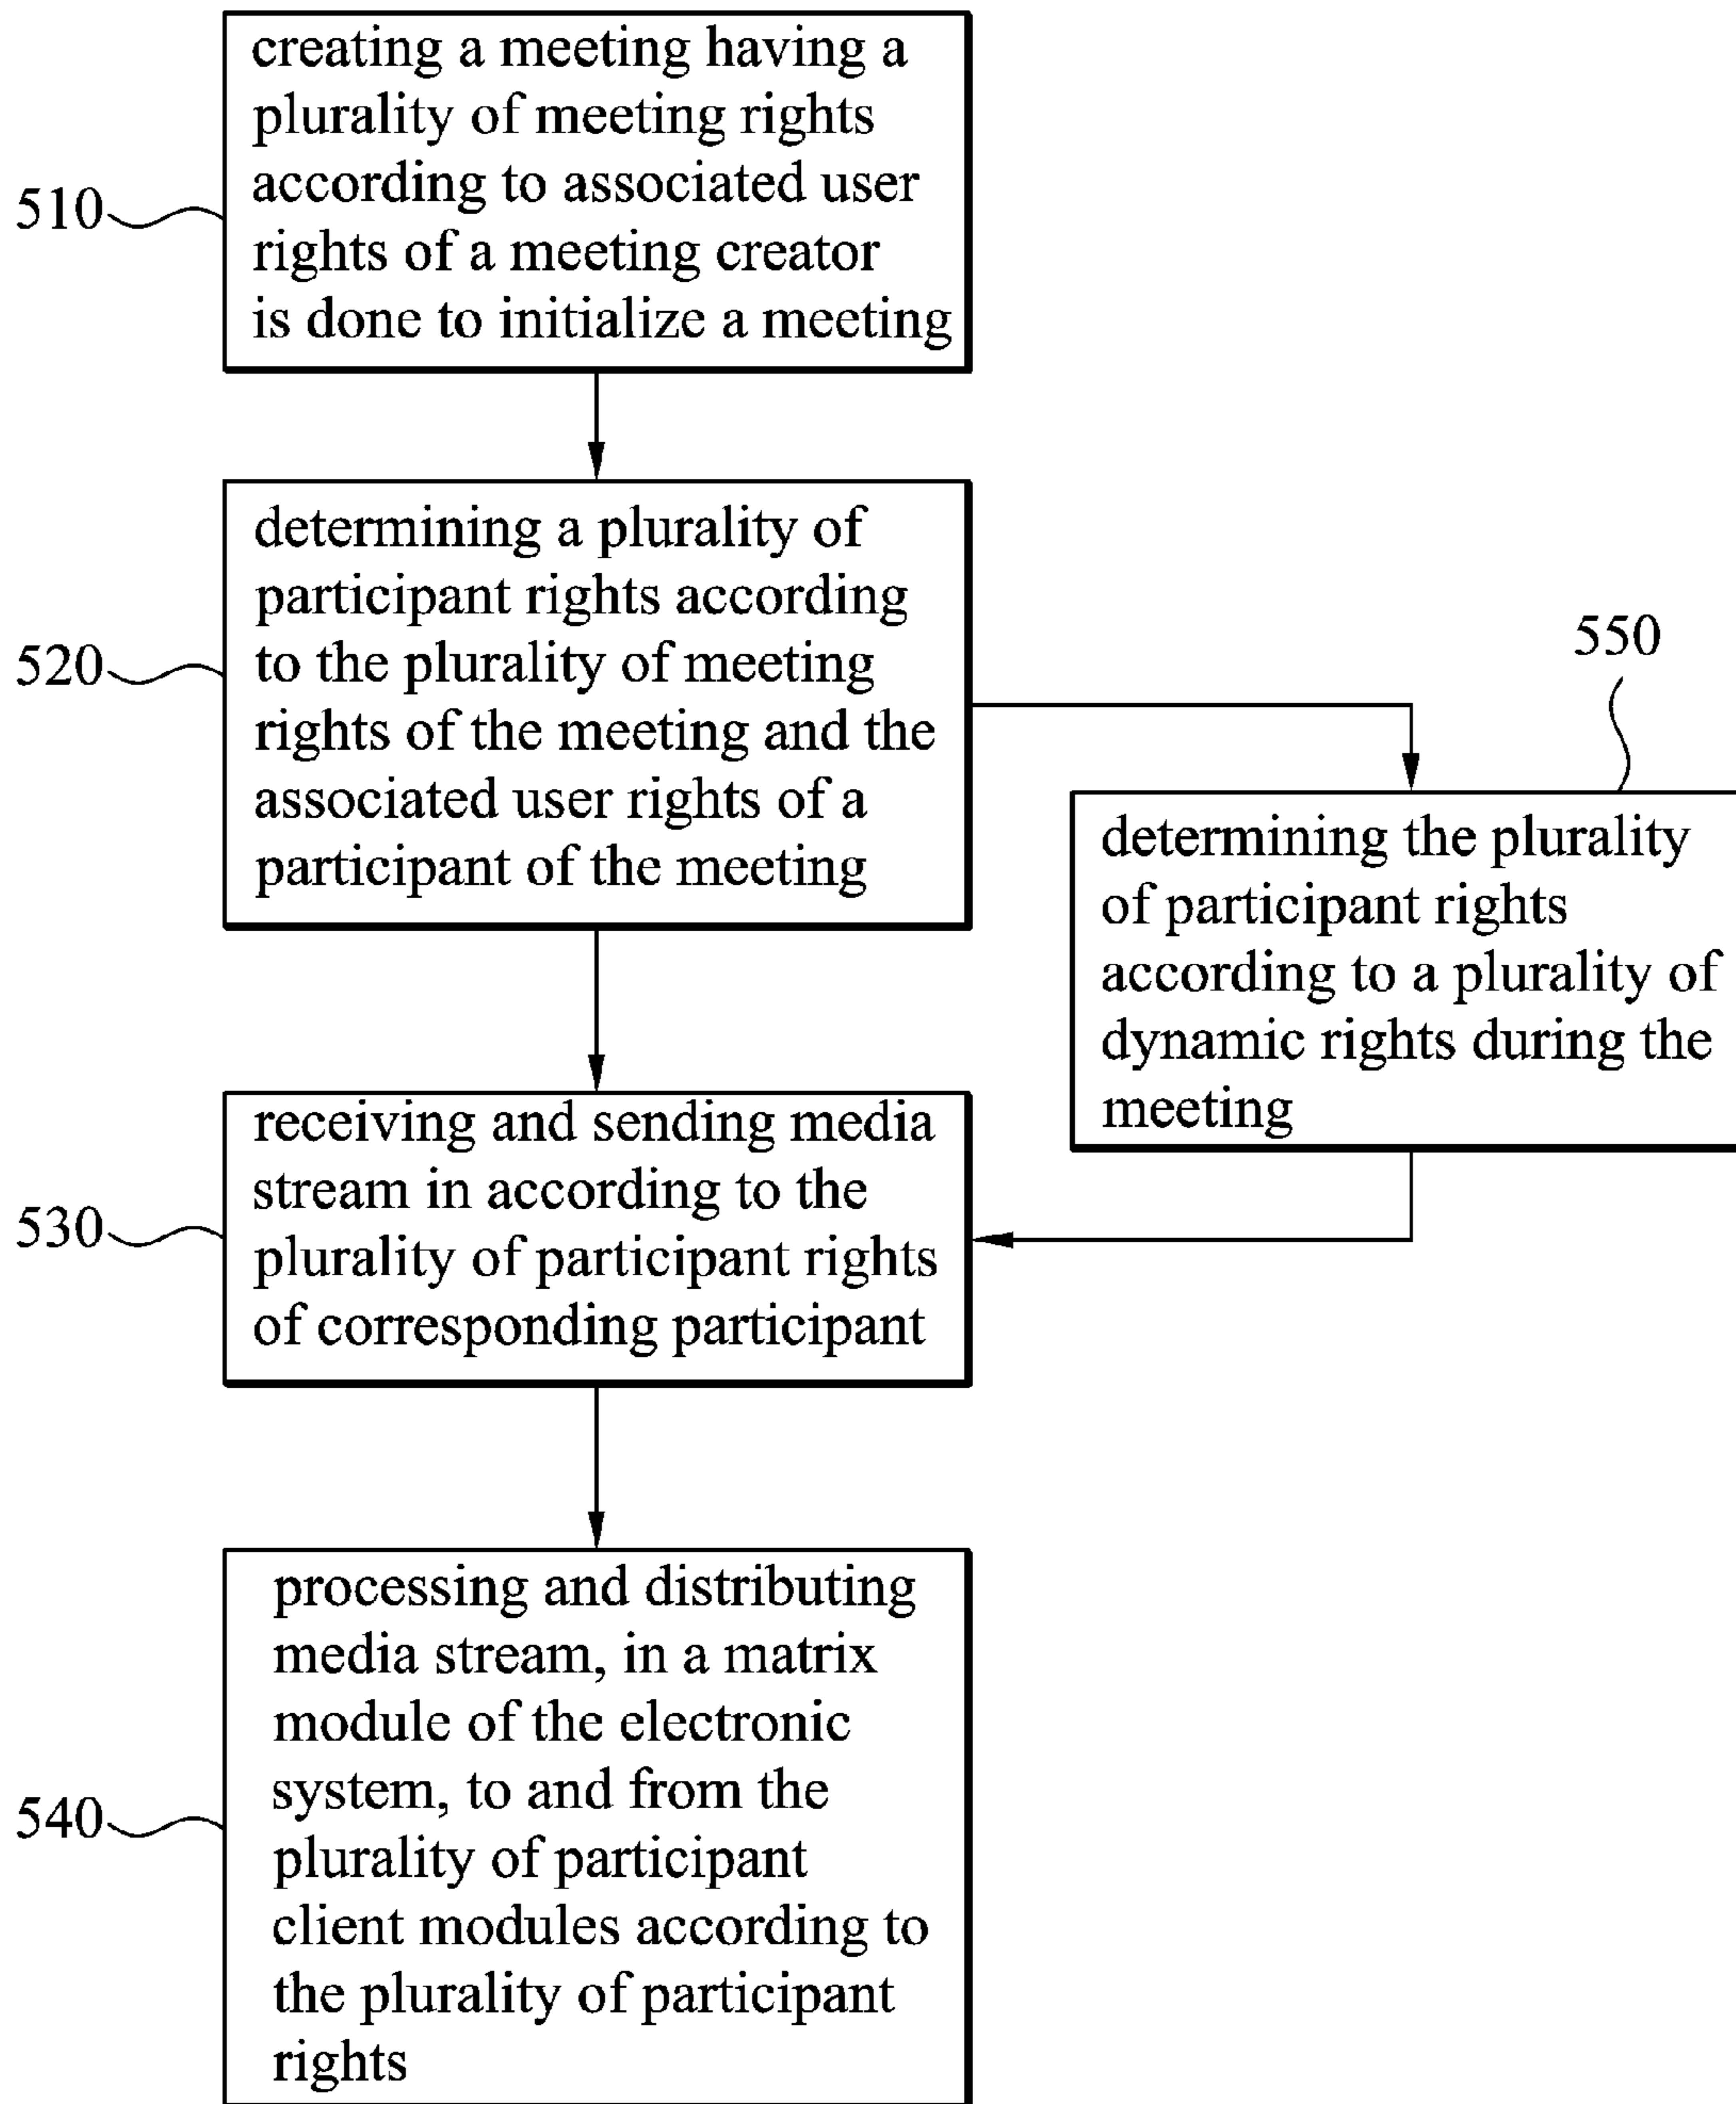 creating a meeting having a
plurality of meeting rights
according to associated user
rights of a meeting creator
is done to initialize a meeting
510
determining a plurality of
participant rights according
to the plurality of meeting
rights of the meeting and the
associated user rights of a
participant of the meeting
520
550
determining the plurality
of participant rights
according to a plurality of
dynamic rights during the
meeting
receiving and sending media
stream in according to the
plurality of participant rights
of corresponding participant
530
processing and distributing
media stream, in a matrix
module of the electronic
system, to and from the
plurality of participant
client modules according to
the plurality of participant
rights
540